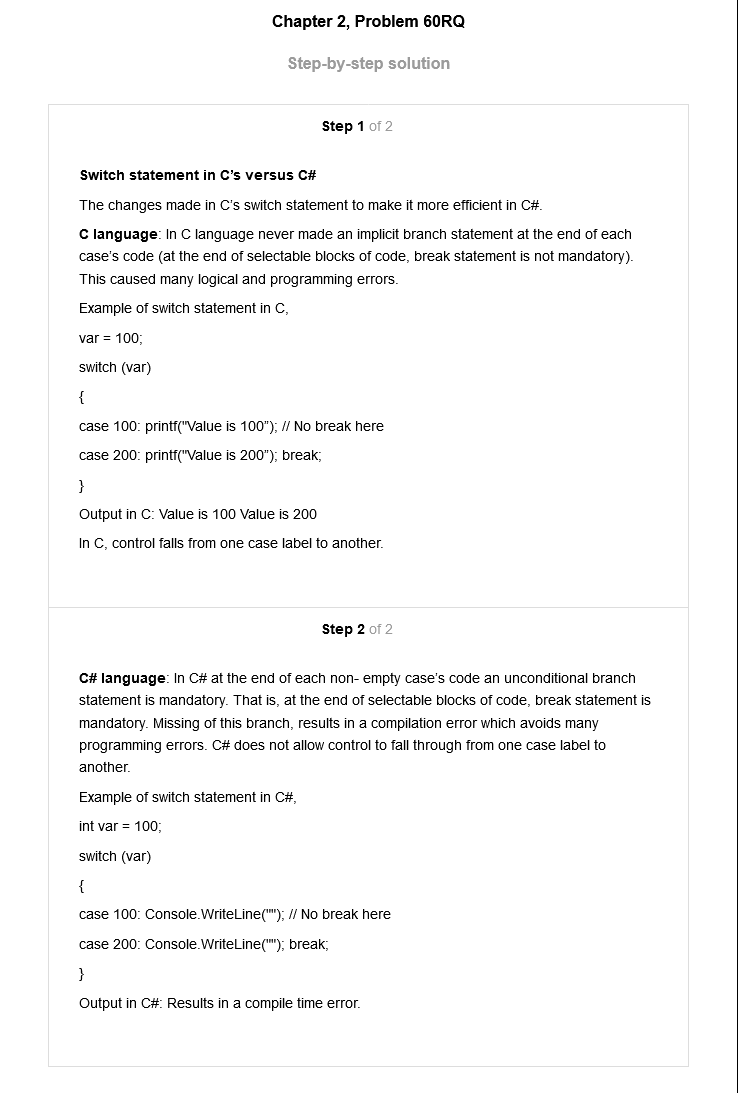 Chapter 2, Problem 60RQ
Step-by-step solution
Step 1 of 2
Switch statement in C’s versus C#
The changes made in C’s switch statement to make it more efficient in C#.
C language: In C language never made an implicit branch statement at the end of each
case’s code (at the end of selectable blocks of code, break statement is not mandatory).
This caused many logical and programming errors.
Example of switch statement in C,
var = 100;
switch (var)
{
case 100: printf("Value is 100”); // No break here
case 200: printf("Value is 200”); break;
}
Output in C: Value is 100 Value is 200
In C, control falls from one case label to another.
Step 2 of 2
C# language: In C# at the end of each non- empty case’s code an unconditional branch
statement is mandatory. That is, at the end of selectable blocks of code, break statement is
mandatory. Missing of this branch, results in a compilation error which avoids many
programming errors. C# does not allow control to fall through from one case label to
another.
Example of switch statement in C#,
int var = 100;
switch (var)
{
case 100: Console.WriteLine(""”); // No break here
case 200: Console.WriteLine(""”); break;
}
Output in C#: Results in a compile time error.